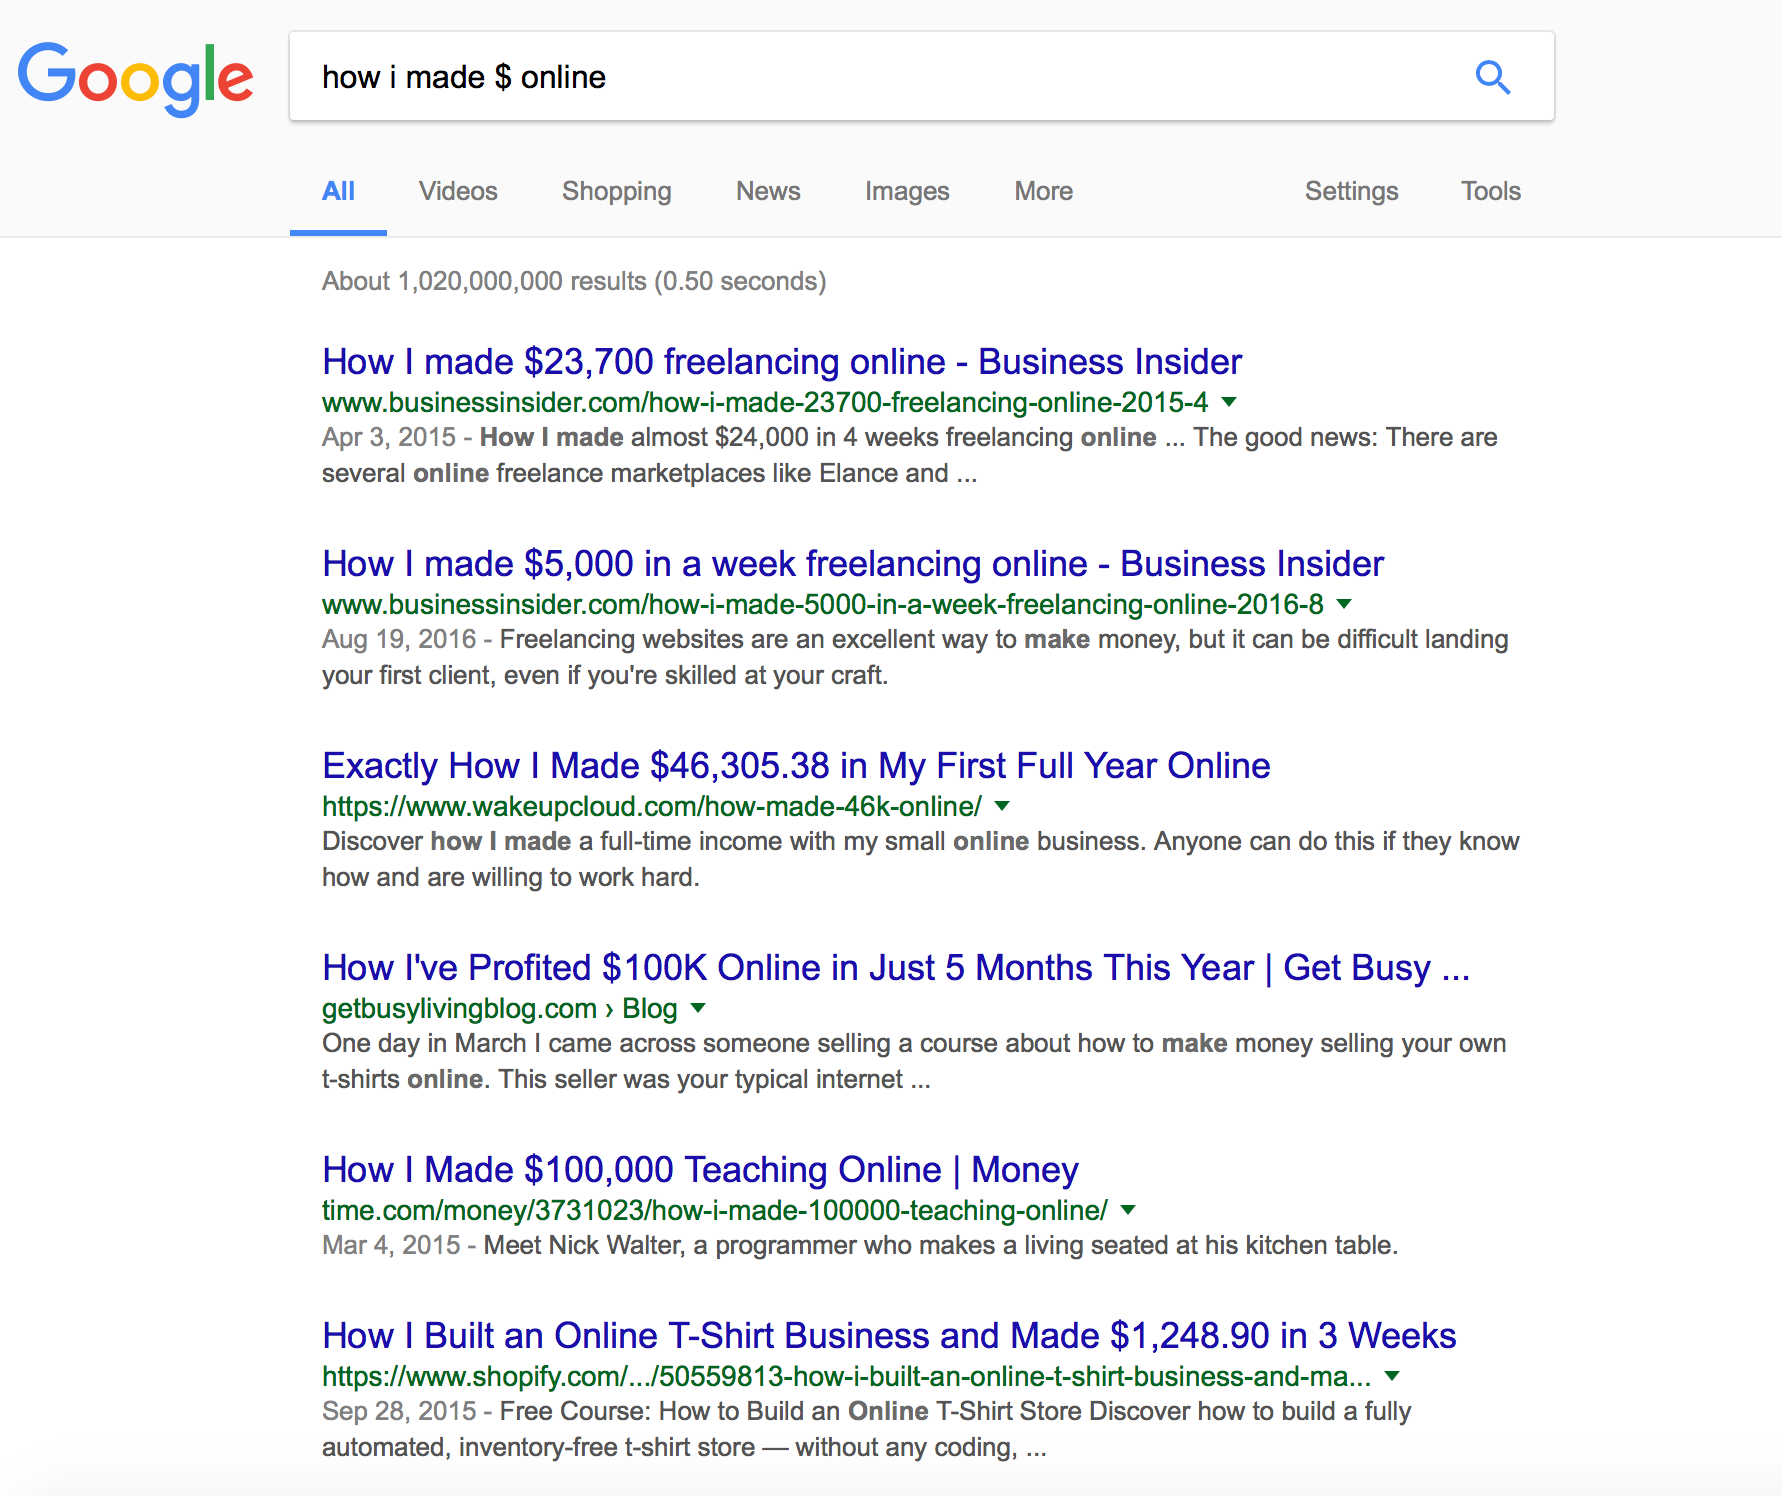 Google
how i made $ online
All Videos Shopping News Images More Settings Tools
About 1,020,000,000 results (0.50 seconds)
How I made $23,700 freelancing online - Business Insider
www.businessinsider.com/how-i-made-23700-freelancing-online-2015-4
Apr 3, 2015 - How I made almost $24,000 in 4 weeks freelancing online ... The good news: There are
several online freelance marketplaces like Elance and ...
How I made $5,000 in a week freelancing online - Business Insider
www.businessinsider.com/how-i-made-5000-in-a-week-freelancing-online-2016-8
Aug 19, 2016 - Freelancing websites are an excellent way to make money, but it can be difficult landing
your first client, even if you're skilled at your craft.
Exactly How I Made $46,305.38 in My First Full Year Online
https://www.wakeupcloud.com/how-made-46k-online/
Discover how I made a full-time income with my small online business. Anyone can do this if they know
how and are willing to work hard.
How I've Profited $100K Online in Just 5 Months This Year | Get Busy ...
getbusylivingblog.com › Blog
One day in March I came across someone selling a course about how to make money selling your own
t-shirts online. This seller was your typical internet ...
How I Made $100,000 Teaching Online | Money
time.com/money/3731023/how-i-made-100000-teaching-online/
Mar 4, 2015 - Meet Nick Walter, a programmer who makes a living seated at his kitchen table.
How I Built an Online T-Shirt Business and Made $1,248.90 in 3 Weeks
https://www.shopify.com/.../50559813-how-i-built-an-online-t-shirt-business-and-ma...
Sep 28, 2015 - Free Course: How to Build an Online T-Shirt Store Discover how to build a fully
automated, inventory-free t-shirt store — without any coding, ...